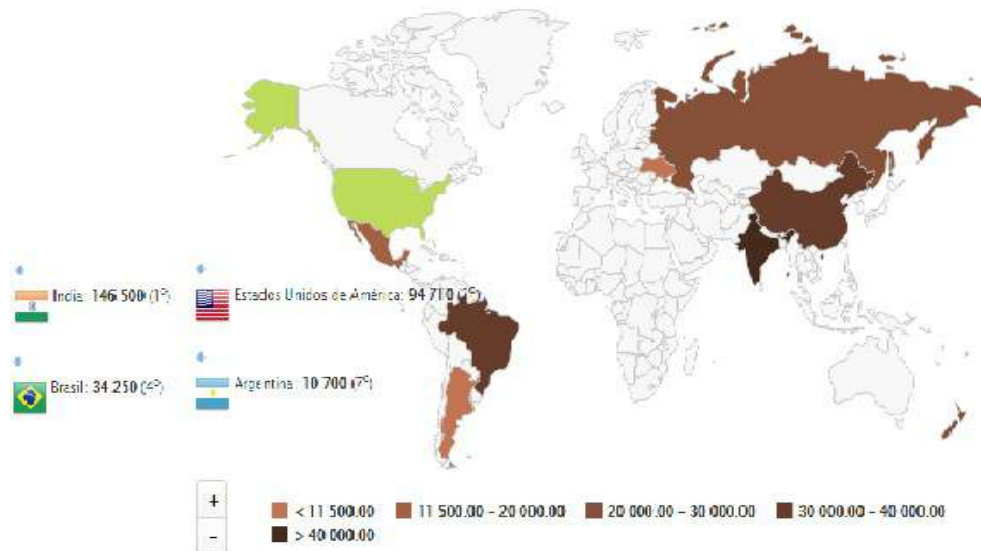 India: 146 500 (1º)
Estados Unidos de América: 94 710 (2º)
Brasil: 34 250 (4º)
Argentina: 10 700 (7º)
+
-
< 11 500.00
11 500.00 – 20 000.00
20 000.00 – 30 000.00
30 000.00 – 40 000.00
> 40 000.00